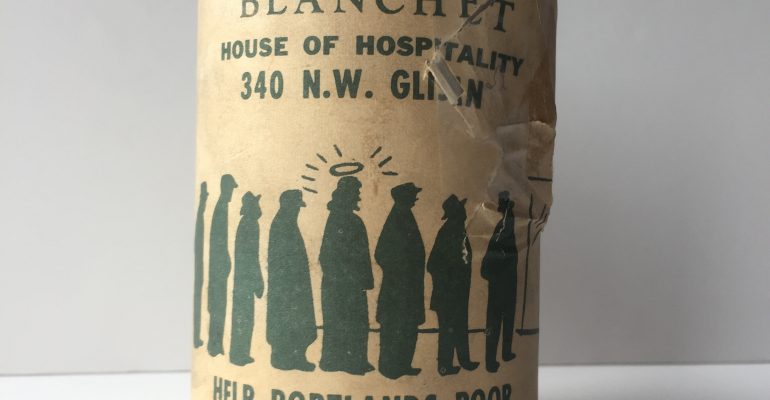 BLANCHET
HOUSE OF HOSPITALITY
340 N.W. GLISAN
HELP PORTLANDS POOR